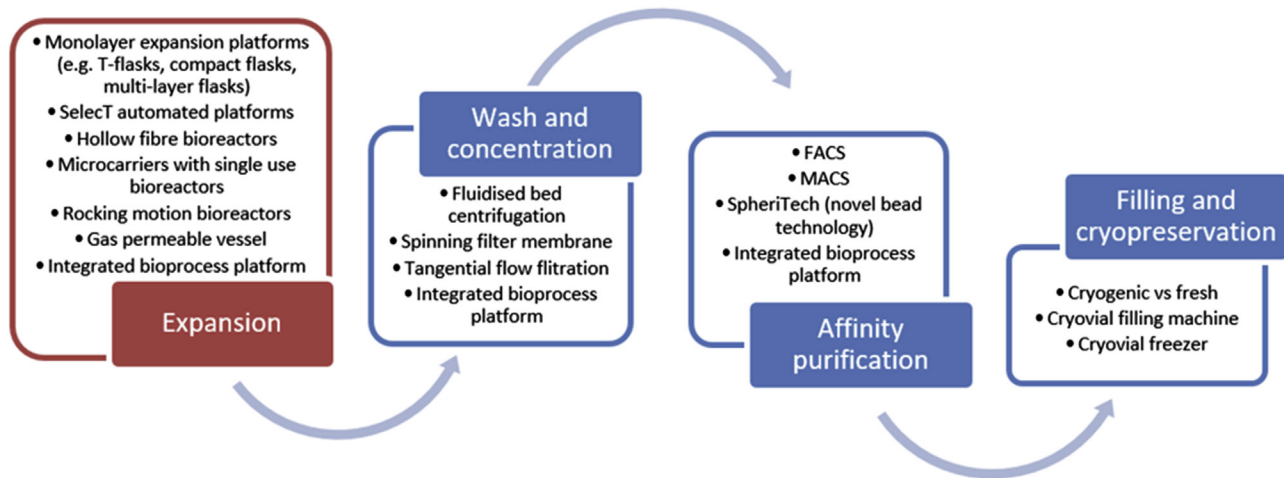 • Monolayer expansion platforms
(e.g. T-flasks, compact flasks,
multi-layer flasks)
• SelecT automated platforms
• Hollow fibre bioreactors
• Microcarriers with single use
bioreactors
• Rocking motion bioreactors
• Gas permeable vessel
• Integrated bioprocess platform
Expansion
Wash and
concentration
• Fluidised bed
centrifugation
• Spinning filter membrane
• Tangential flow flitration
• Integrated bioprocess
platform
• FACS
• MACS
• SpheriTech (novel bead
technology)
• Integrated bioprocess
platform
Affinity
purification
Filling and
cryopreservation
• Cryogenic vs fresh
• Cryovial filling machine
• Cryovial freezer